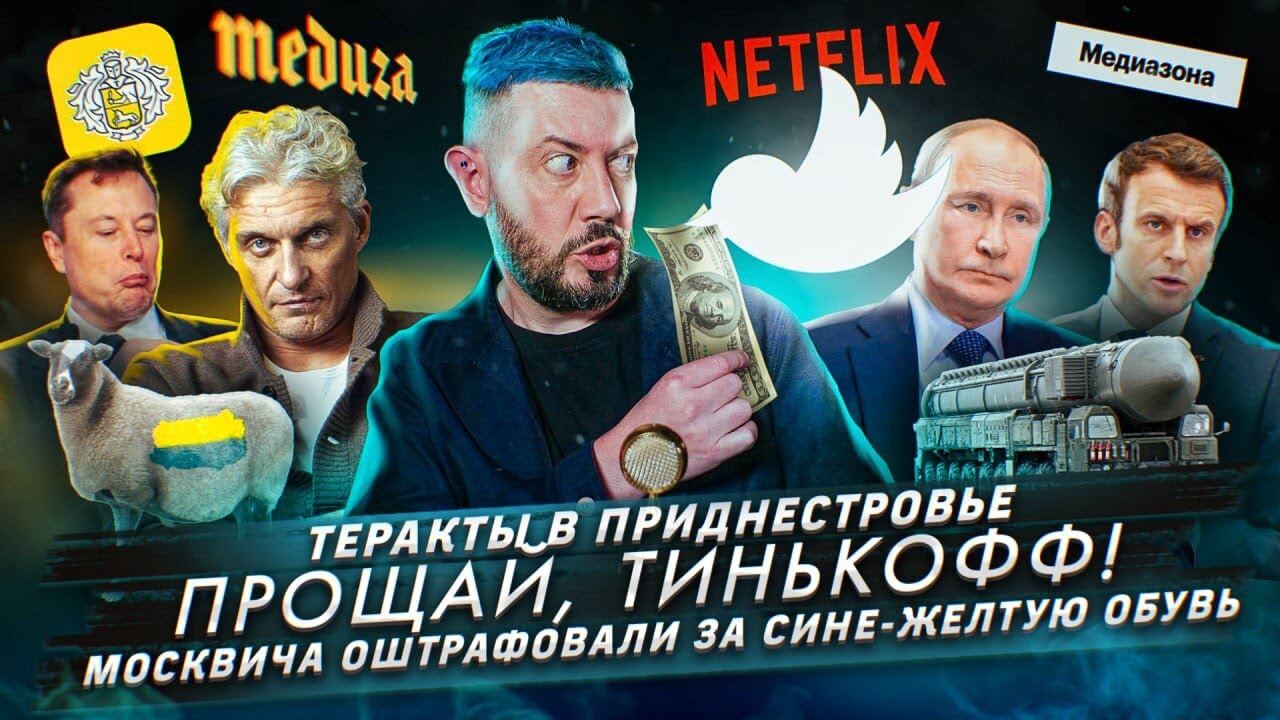 meduza
NETFLIX
Медиазона
ТЕРАКТЫ В ПРИДНЕСТРОВЬЕ
ПРОЩАЙ, ТИНЬКОФФ!
МОСКВИЧА ОШТРАФОВАЛИ ЗА СИНЕ-ЖЕЛТУЮ ОБУВЬ